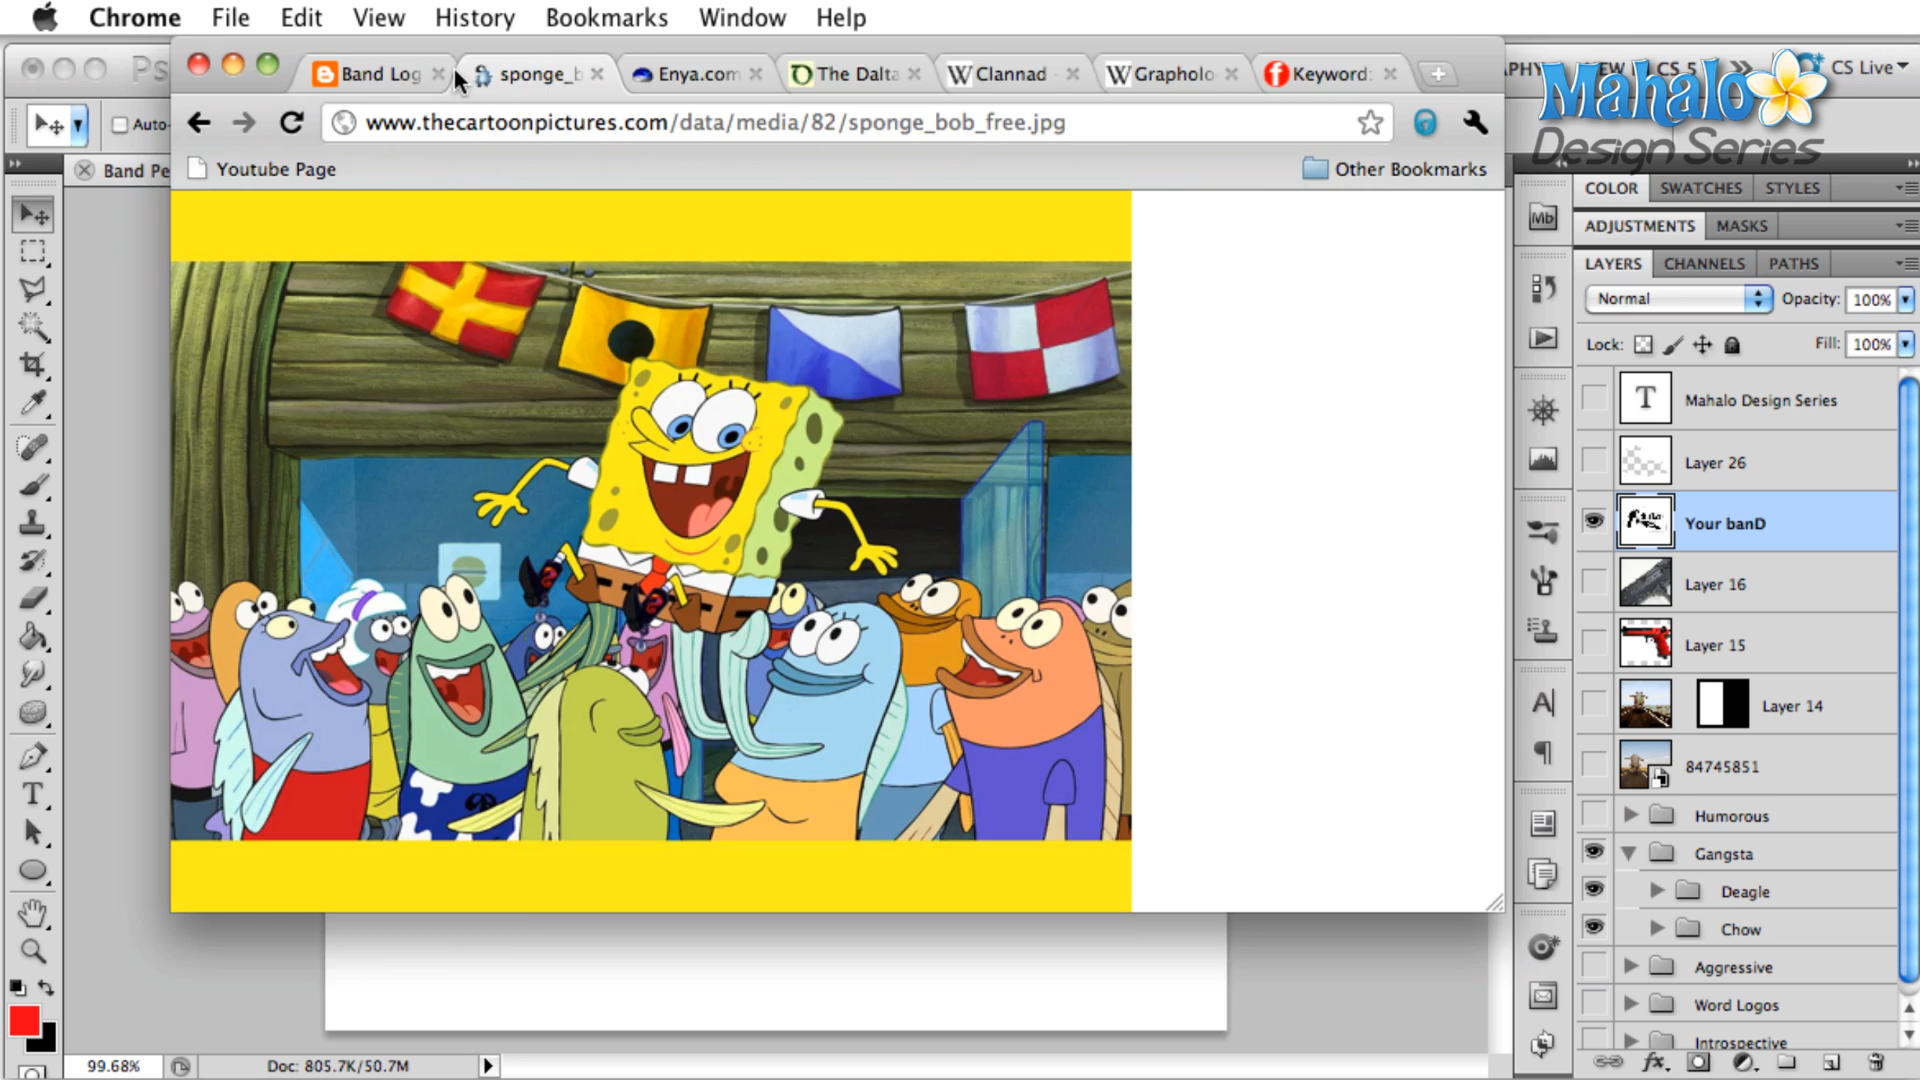 Chrome File Edit View History Bookmarks Window Help
Ps
Band Log sponge_b Enya.com The Dalta Clannad Grapholo Keyword: CS 5 CS Live
Mahalo
Design Series
Auto- www.thecartoonpictures.com/data/media/82/sponge_bob_free.jpg
Band Pe Youtube Page Other Bookmarks
COLOR SWATCHES STYLES
Mb
ADJUSTMENTS MASKS
LAYERS CHANNELS PATHS
Normal Opacity: 100%
Lock: Fill: 100%
T Mahalo Design Series
Layer 26
Your banD
Layer 16
Layer 15
Layer 14
84745851
Humorous
Gangsta
Deagle
Chow
Aggressive
Word Logos
Introspective
99.68% Doc: 805.7K/50.7M